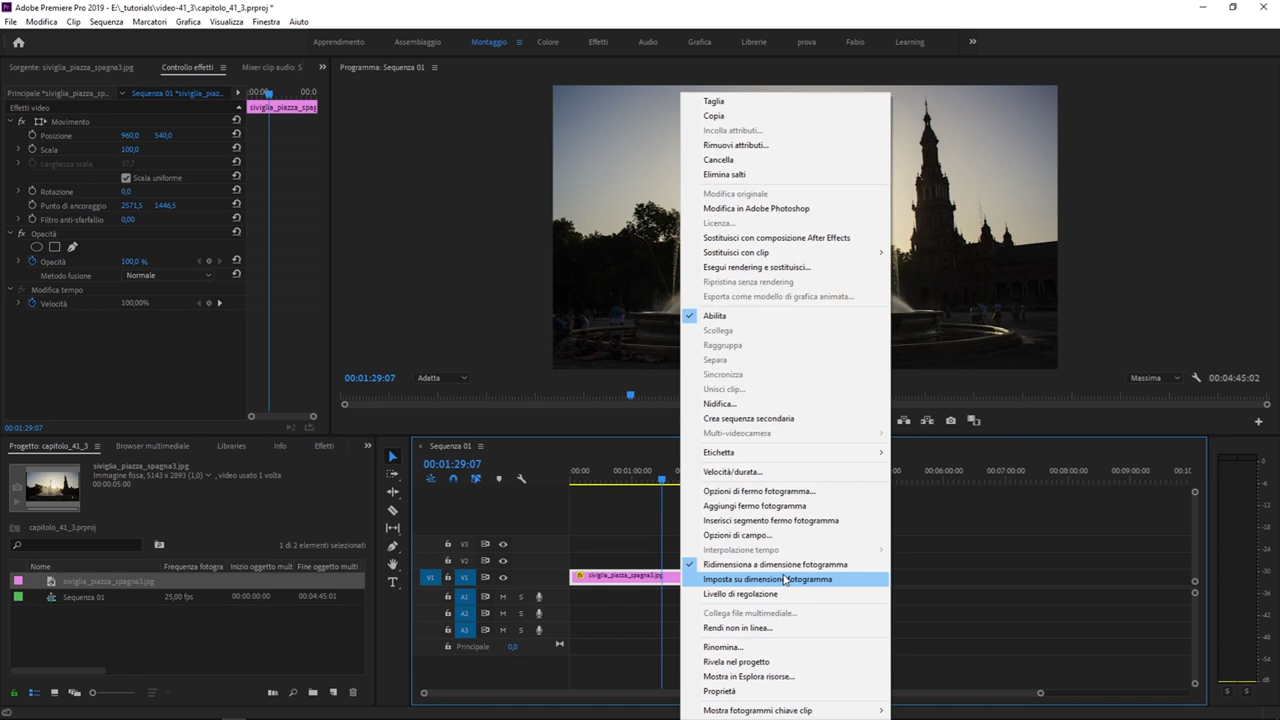 Adobe Premiere Pro 2019 - E:\_tutorials\video-41_3\capitolo_41_3.prproj *
File Modifica Clip Sequenza Marcatori Grafica Visualizza Finestra Aiuto
Apprendimento Assemblaggio Montaggio Colore Effetti Audio Grafica Librerie prova Fabio Learning
Sorgente: siviglia_piazza_spagna3.jpg Controllo effetti Mixer clip audio: S
Programma: Sequenza 01
Principale *siviglia_piazza_sp... Sequenza 01 *siviglia_piaz...
Effetti video
siviglia_piazza_spag
Movimento
Posizione 960,0 540,0
Scala 100,0
Larghezza scala 37,7
Scala uniforme
Rotazione 0,0
Punto di ancoraggio 2571,5 1446,5
Filtro anti-sfarfallio 0,00
Opacità
Opacità 100,0 %
Metodo fusione Normale
Modifica tempo
Velocità 100,00%
00:01:29:07
00:01:29:07 Adatta Massima 00:04:45:02
Taglia
Copia
Incolla attributi...
Rimuovi attributi...
Cancella
Elimina salti
Modifica originale
Modifica in Adobe Photoshop
Licenza...
Sostituisci con composizione After Effects
Sostituisci con clip
Esegui rendering e sostituisci...
Ripristina senza rendering
Esporta come modello di grafica animata...
Abilita
Scollega
Raggruppa
Separa
Sincronizza
Unisci clip...
Nidifica...
Crea sequenza secondaria
Multi-videocamera
Etichetta
Velocità/durata...
Opzioni di fermo fotogramma...
Aggiungi fermo fotogramma
Inserisci segmento fermo fotogramma
Opzioni di campo...
Interpolazione tempo
Ridimensiona a dimensione fotogramma
Imposta su dimensione fotogramma
Livello di regolazione
Collega file multimediale...
Rendi non in linea...
Rinomina...
Rivela nel progetto
Mostra in Esplora risorse...
Proprietà
Mostra fotogrammi chiave clip
Progetto: capitolo_41_3 Browser multimediale Libraries Info Effetti
siviglia_piazza_spagna3.jpg
Immagine fissa, 5143 x 2893 (1,0) , video usato 1 volta
00:00:05:00
capitolo_41_3.prproj
1 di 2 elementi selezionati
Nome Frequenza fotogra Inizio oggetto mult Fine oggetto multi
siviglia_piazza_spagna3.jpg
Sequenza 01 25,00 fps 00:00:00:00 00:04:45:01
Sequenza 01
00:01:29:07
:00:00 00:01:00:00 00:06:00:00 00:07:00:00 00:08:00:00 00:09:00:00 00:10
V3
V2
V1 V1 siviglia_piazza_spagna3.jpg
A1 M S
A2 M S
A3 M S
Principale 0,0
S S